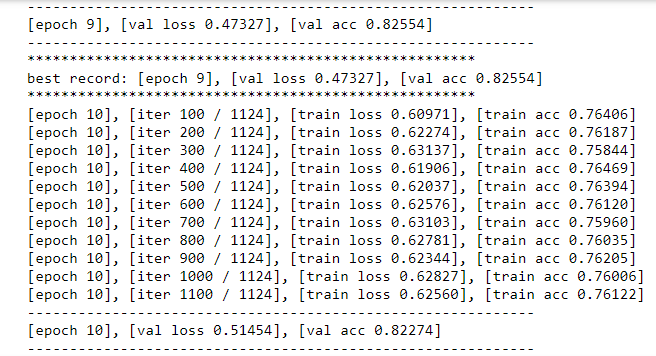 ------------------------------------------------------------
[epoch 9], [val loss 0.47327], [val acc 0.82554]
------------------------------------------------------------
*****************************************************
best record: [epoch 9], [val loss 0.47327], [val acc 0.82554]
*****************************************************
[epoch 10], [iter 100 / 1124], [train loss 0.60971], [train acc 0.76406]
[epoch 10], [iter 200 / 1124], [train loss 0.62274], [train acc 0.76187]
[epoch 10], [iter 300 / 1124], [train loss 0.63137], [train acc 0.75844]
[epoch 10], [iter 400 / 1124], [train loss 0.61906], [train acc 0.76469]
[epoch 10], [iter 500 / 1124], [train loss 0.62037], [train acc 0.76394]
[epoch 10], [iter 600 / 1124], [train loss 0.62576], [train acc 0.76120]
[epoch 10], [iter 700 / 1124], [train loss 0.63103], [train acc 0.75960]
[epoch 10], [iter 800 / 1124], [train loss 0.62781], [train acc 0.76035]
[epoch 10], [iter 900 / 1124], [train loss 0.62344], [train acc 0.76205]
[epoch 10], [iter 1000 / 1124], [train loss 0.62827], [train acc 0.76006]
[epoch 10], [iter 1100 / 1124], [train loss 0.62560], [train acc 0.76122]
------------------------------------------------------------
[epoch 10], [val loss 0.51454], [val acc 0.82274]
------------------------------------------------------------